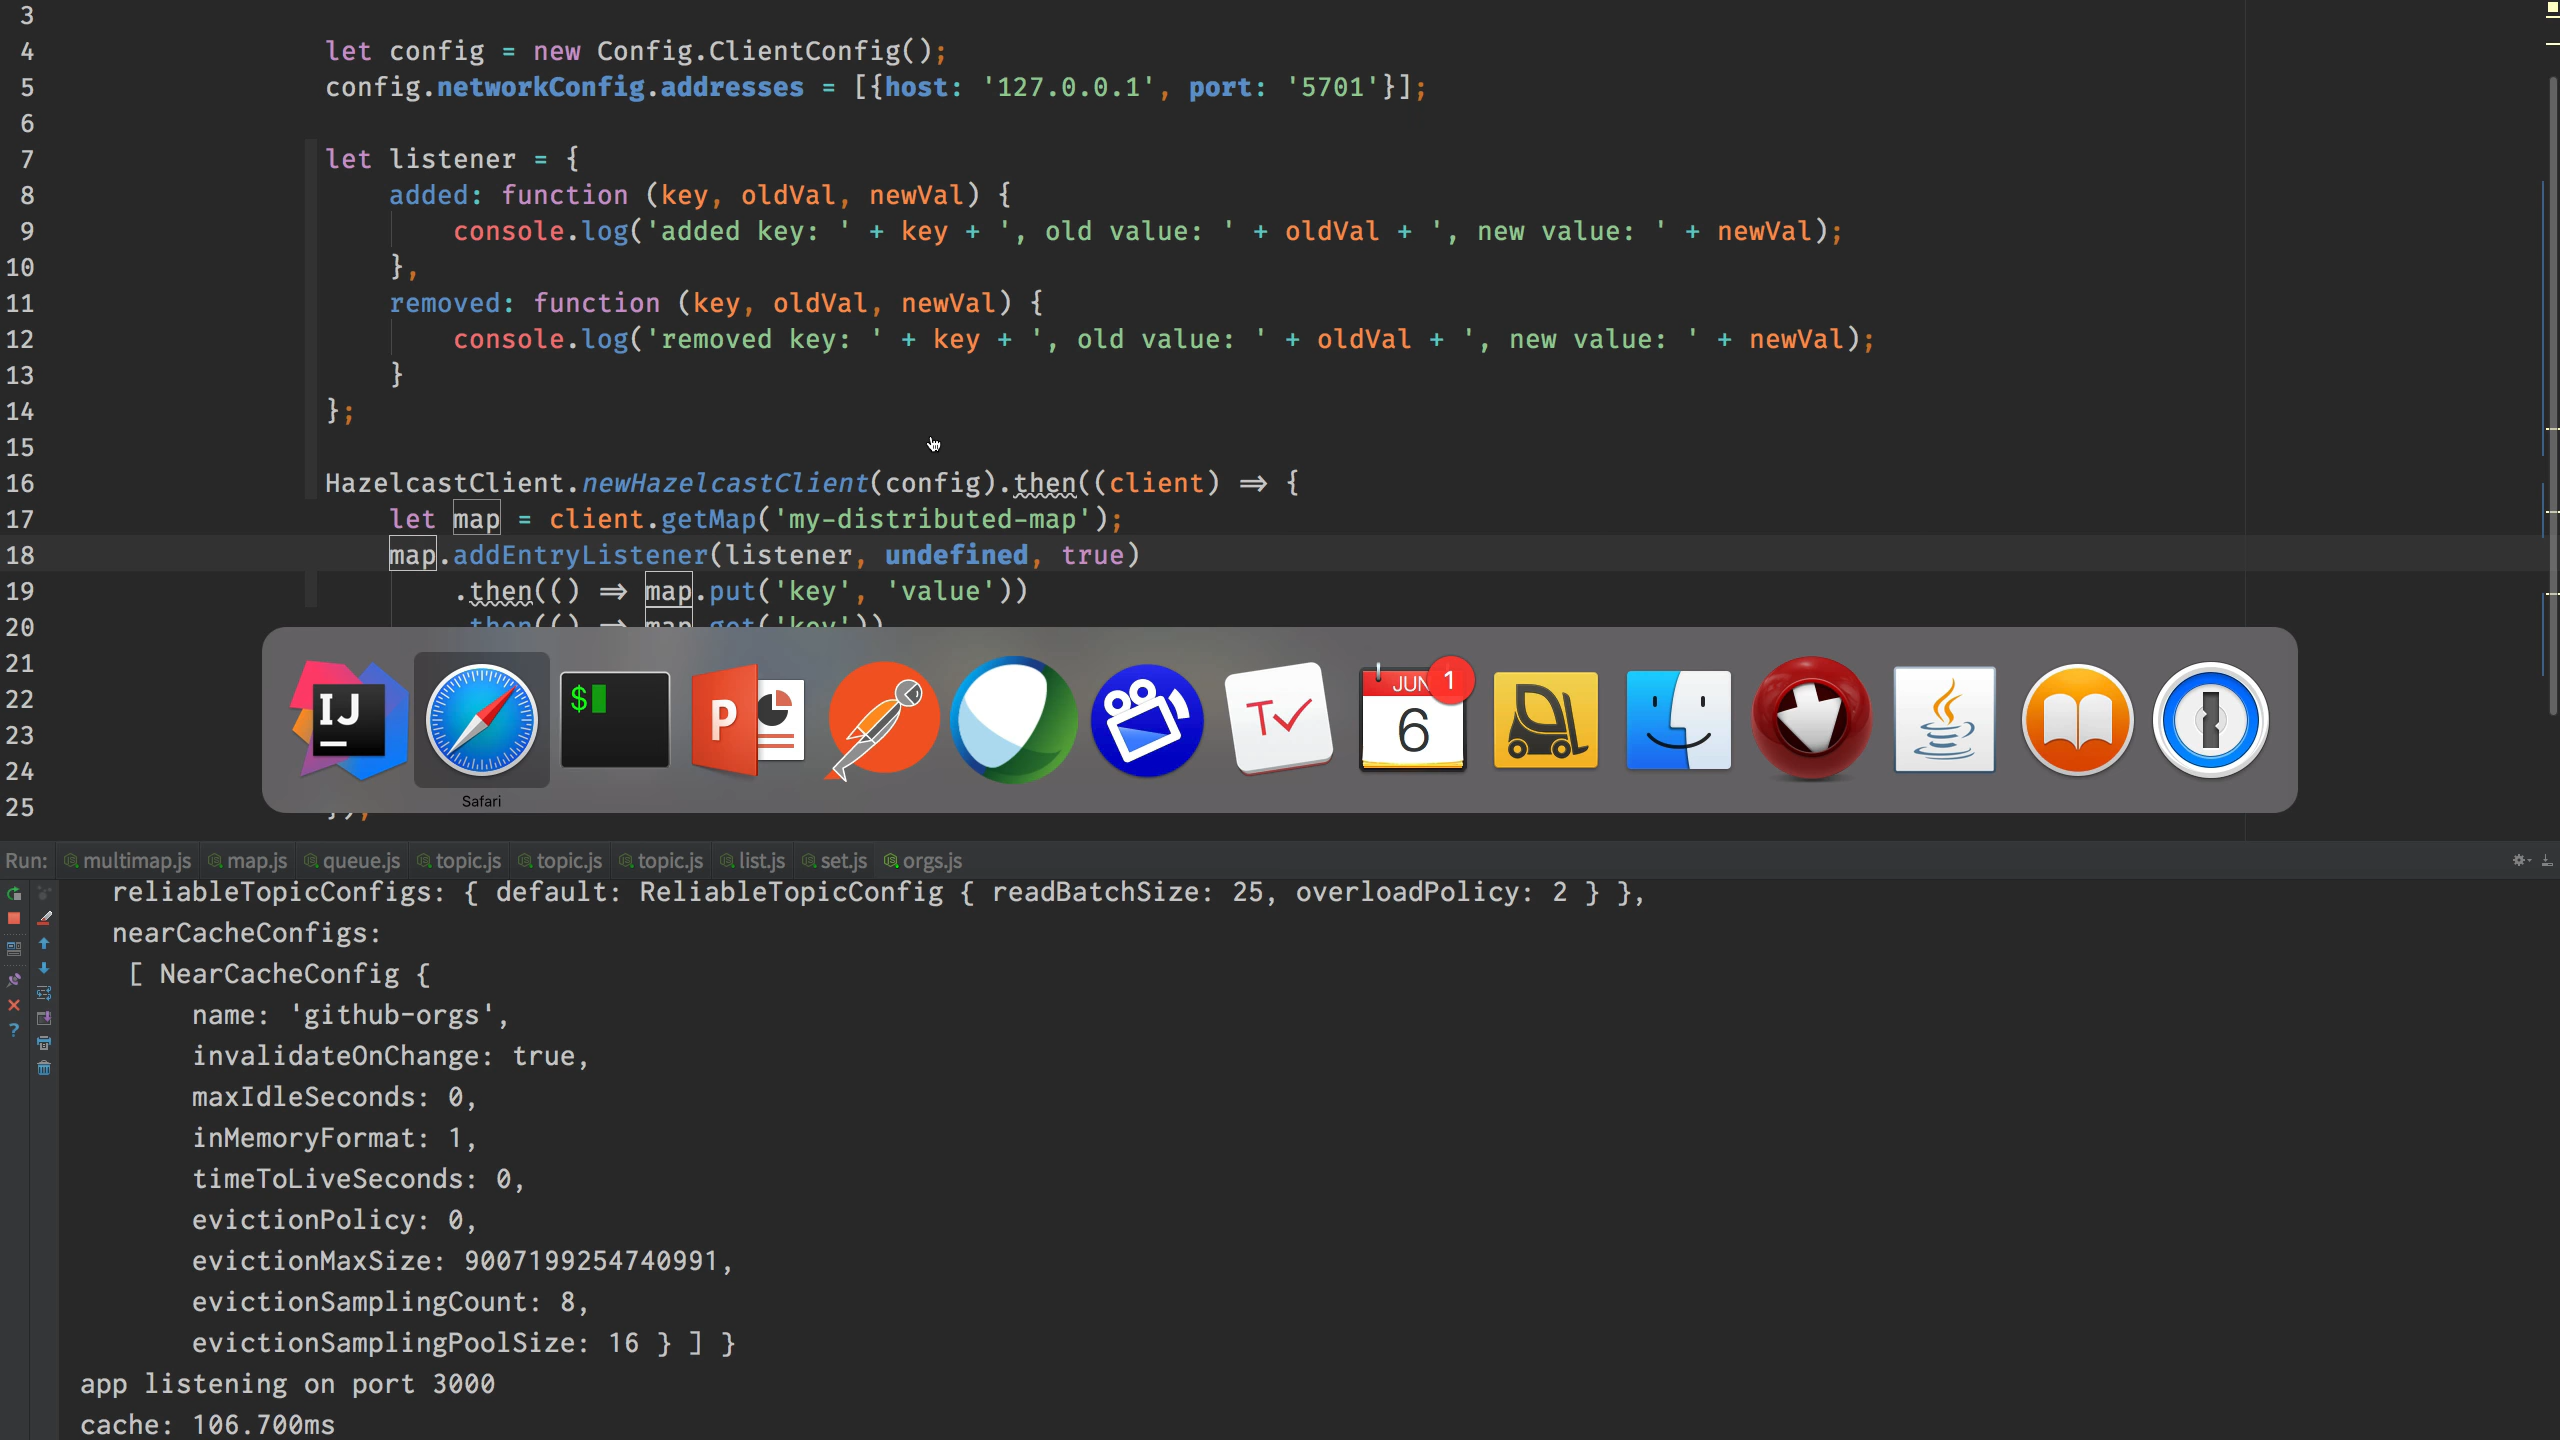 3
4 let config = new Config.ClientConfig();
5 config.networkConfig.addresses = [{host: '127.0.0.1', port: '5701'}];
6
7 let listener = {
8 added: function (key, oldVal, newVal) {
9 console.log('added key: ' + key + ', old value: ' + oldVal + ', new value: ' + newVal);
10 },
11 removed: function (key, oldVal, newVal) {
12 console.log('removed key: ' + key + ', old value: ' + oldVal + ', new value: ' + newVal);
13 }
14 };
15
16 HazelcastClient.newHazelcastClient(config).then((client) ⇒ {
17 let map = client.getMap('my-distributed-map');
18 map.addEntryListener(listener, undefined, true)
19 .then(() ⇒ map.put('key', 'value'))
20 .then(() ⇒ map.get('key'))
21
22
23
24
25 });
IJ
$
P
T✓
JUN 1
6
Safari
Run: multimap.js map.js queue.js topic.js topic.js topic.js list.js set.js orgs.js
reliableTopicConfigs: { default: ReliableTopicConfig { readBatchSize: 25, overloadPolicy: 2 } },
nearCacheConfigs:
[ NearCacheConfig {
name: 'github-orgs',
invalidateOnChange: true,
maxIdleSeconds: 0,
inMemoryFormat: 1,
timeToLiveSeconds: 0,
evictionPolicy: 0,
evictionMaxSize: 9007199254740991,
evictionSamplingCount: 8,
evictionSamplingPoolSize: 16 } ] }
app listening on port 3000
cache: 106.700ms